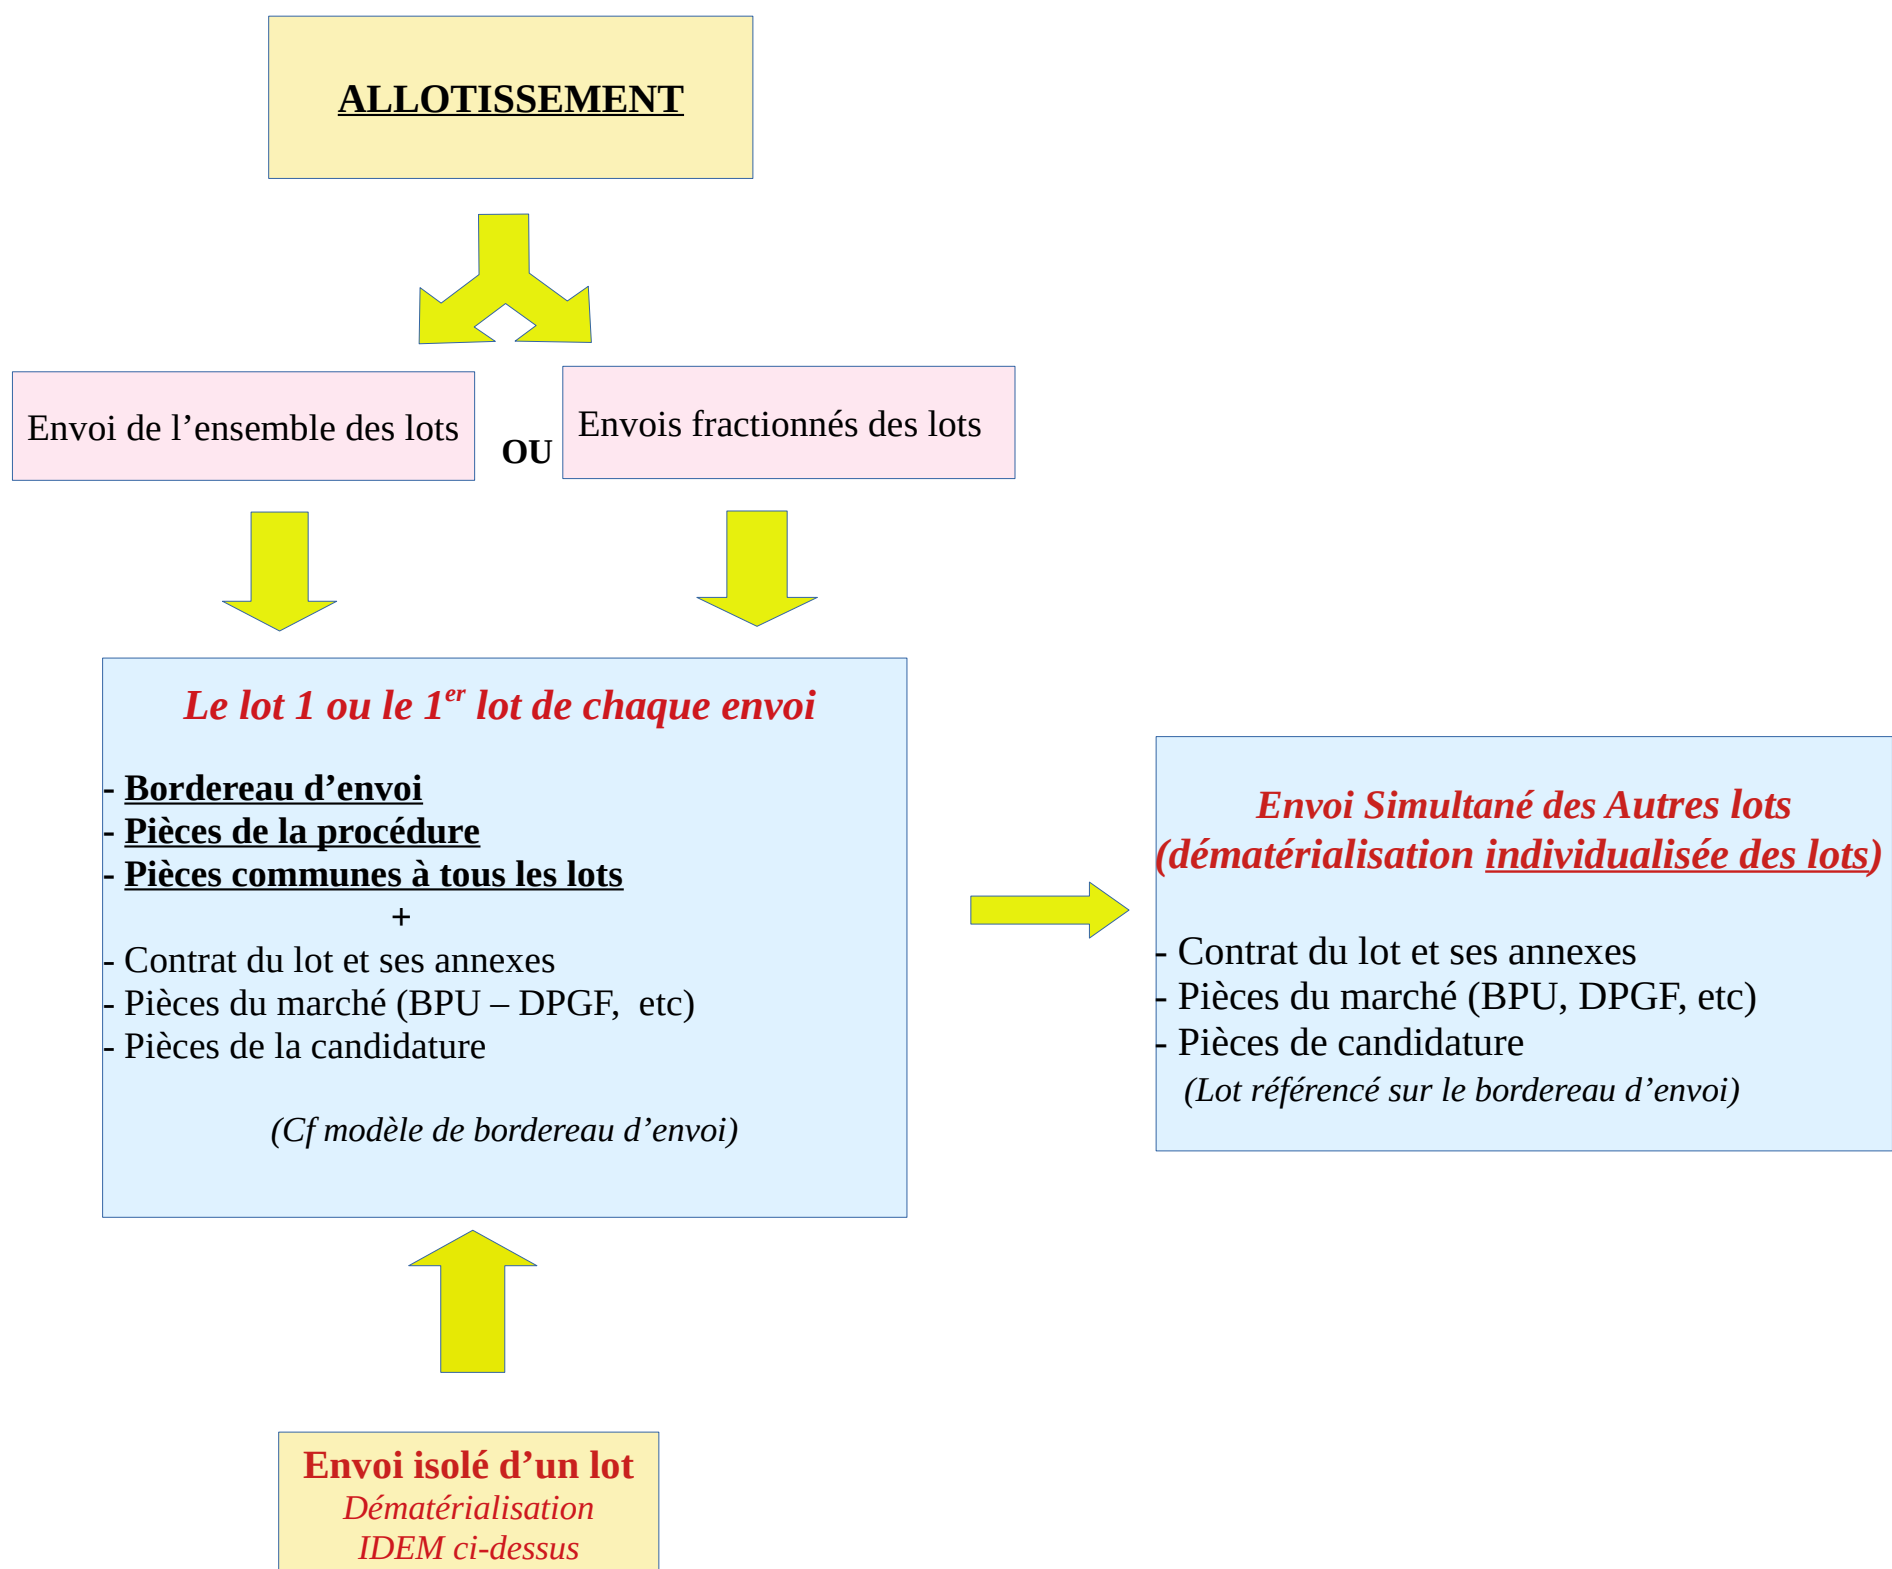 ALLOTISSEMENT
Envoi de l’ensemble des lots
OU
Envois fractionnés des lots
Le lot 1 ou le 1er lot de chaque envoi
- Bordereau d’envoi
- Pièces de la procédure
- Pièces communes à tous les lots
+
- Contrat du lot et ses annexes
- Pièces du marché (BPU – DPGF, etc)
- Pièces de la candidature
(Cf modèle de bordereau d’envoi)
Envoi Simultané des Autres lots
(dématérialisation individualisée des lots)
- Contrat du lot et ses annexes
- Pièces du marché (BPU, DPGF, etc)
- Pièces de candidature
(Lot référencé sur le bordereau d’envoi)
Envoi isolé d’un lot
Dématérialisation
IDEM ci-dessus